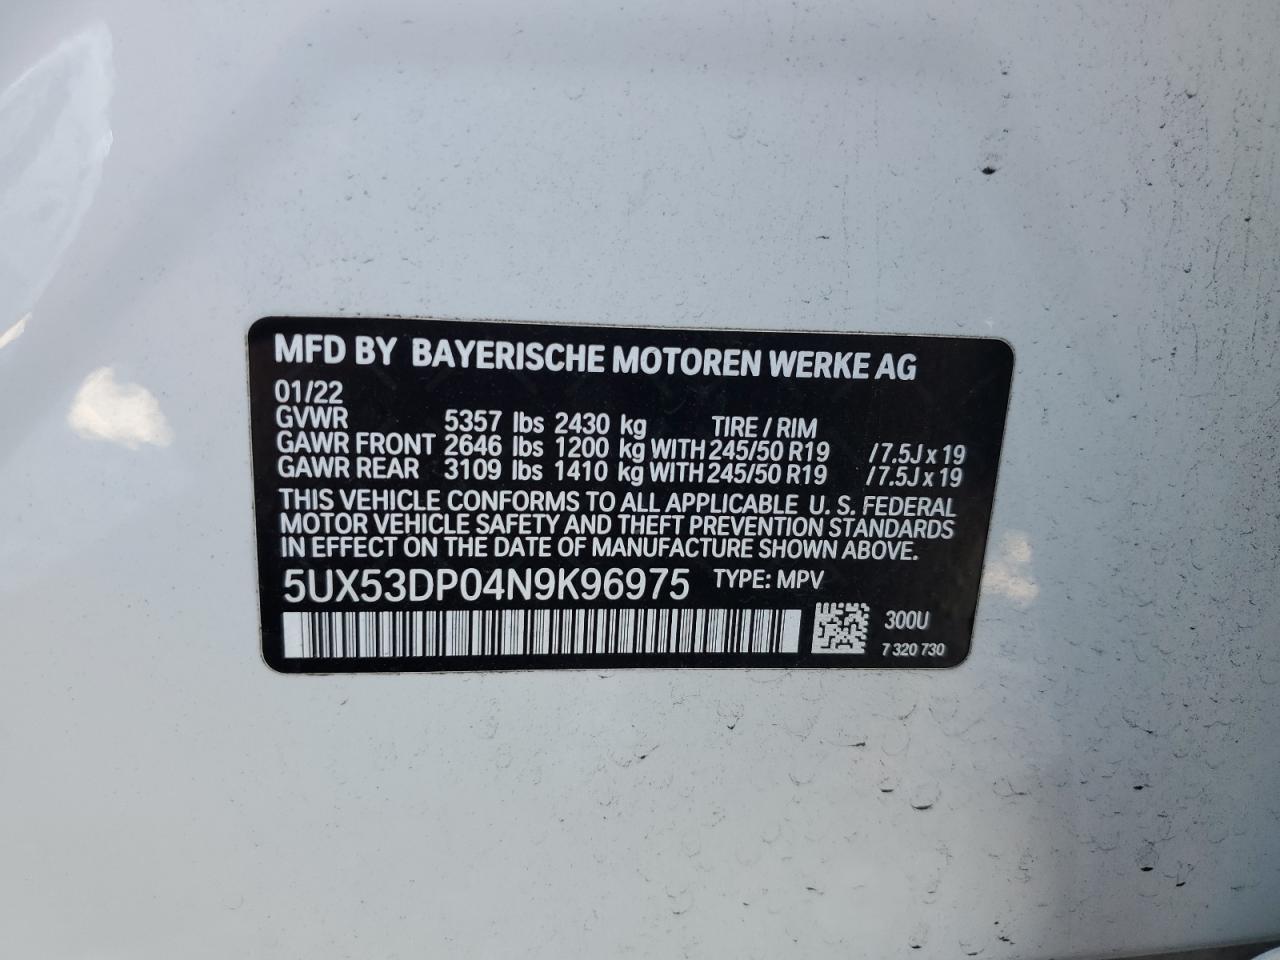 MFD BY BAYERISCHE MOTOREN WERKE AG
01/22
GVWR 5357 lbs 2430 kg TIRE / RIM
GAWR FRONT 2646 lbs 1200 kg WITH 245/50 R19 / 7.5J x 19
GAWR REAR 3109 lbs 1410 kg WITH 245/50 R19 / 7.5J x 19
THIS VEHICLE CONFORMS TO ALL APPLICABLE U. S. FEDERAL
MOTOR VEHICLE SAFETY AND THEFT PREVENTION STANDARDS
IN EFFECT ON THE DATE OF MANUFACTURE SHOWN ABOVE.
5UX53DP04N9K96975 TYPE: MPV
300U
7 320 730